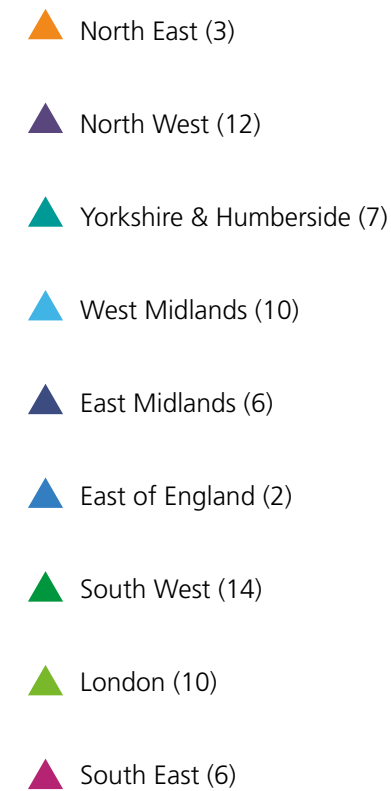 North East (3)
North West (12)
Yorkshire & Humberside (7)
West Midlands (10)
East Midlands (6)
East of England (2)
South West (14)
London (10)
South East (6)